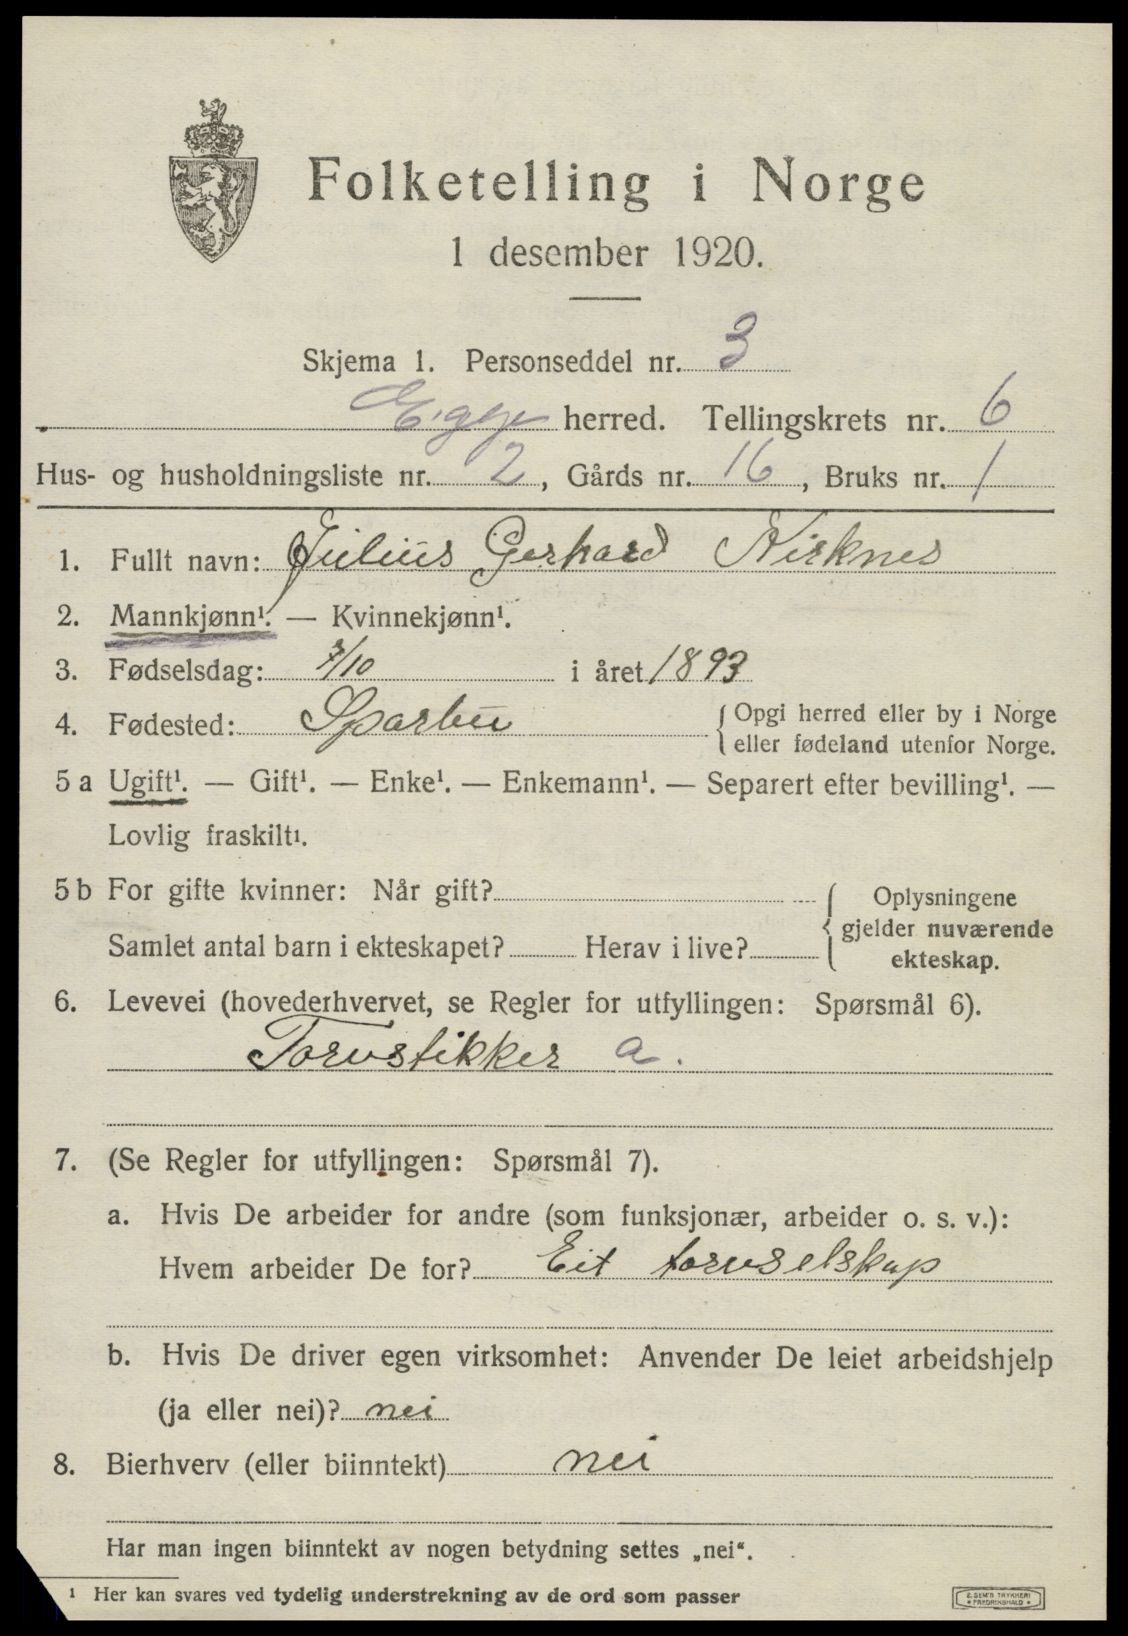 Folketelling i Norge
1 desember 1920.
Skjema 1. Personseddel nr. 3
Egge herred. Tellingskrets nr. 6
Hus- og husholdningsliste nr. 2, Gårds nr. 16, Bruks nr. 1
1. Fullt navn: Julius Gerhard Kirknes
2. Mannkjønn¹. — Kvinnekjønn¹.
3. Fødselsdag: 7/10 i året 1893
4. Fødested: Sparbu {Opgi herred eller by i Norge
eller fødeland utenfor Norge.
5 a Ugift¹. — Gift¹. — Enke¹. — Enkemann¹. — Separert efter bevilling¹. —
Lovlig fraskilt¹.
5 b For gifte kvinner: Når gift?
Samlet antal barn i ekteskapet? Herav i live?
{Oplysningene
gjelder nuværende
ekteskap.
6. Levevei (hovederhvervet, se Regler for utfyllingen: Spørsmål 6).
Torvstikker a.
7. (Se Regler for utfyllingen: Spørsmål 7).
a. Hvis De arbeider for andre (som funksjonær, arbeider o. s. v.):
Hvem arbeider De for? Eit torvselskap
b. Hvis De driver egen virksomhet: Anvender De leiet arbeidshjelp
(ja eller nei)? nei
8. Bierhverv (eller biinntekt) nei
Har man ingen biinntekt av nogen betydning settes „nei“.
¹ Her kan svares ved tydelig understrekning av de ord som passer
E. SEM'S TRYKKERI
FREDRIKSHALD